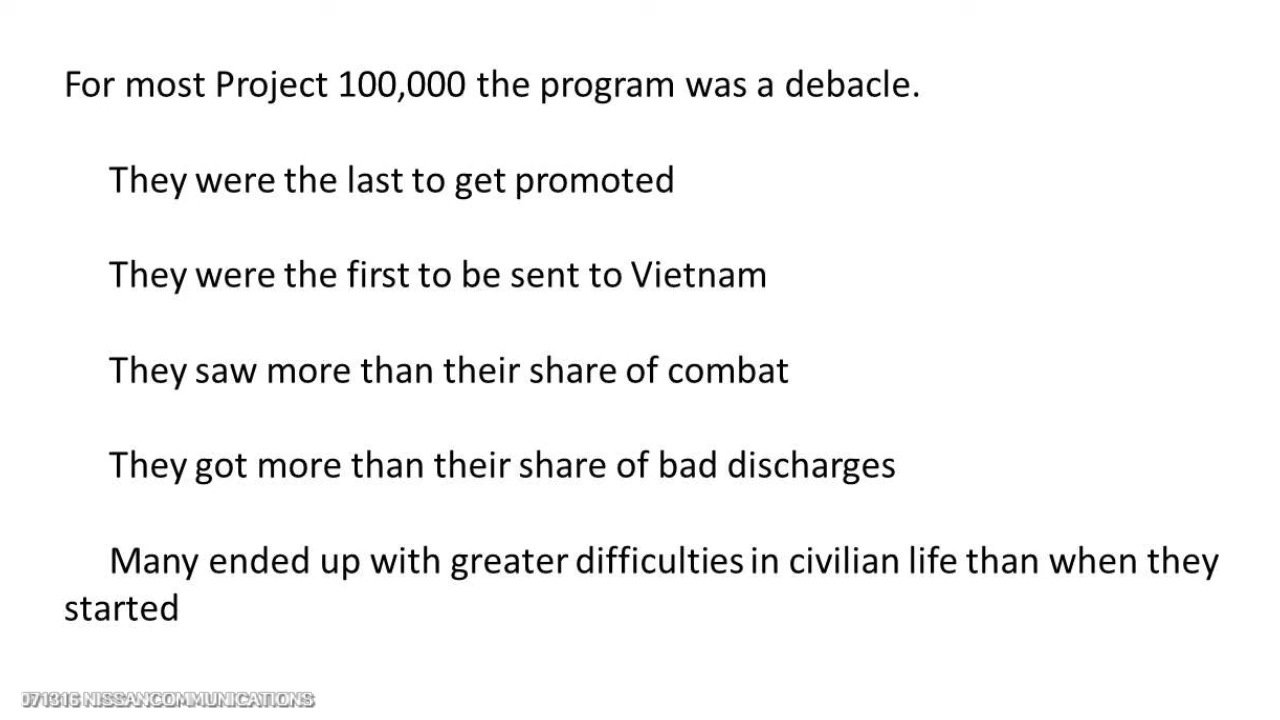 For most Project 100,000 the program was a debacle.
They were the last to get promoted
They were the first to be sent to Vietnam
They saw more than their share of combat
They got more than their share of bad discharges
Many ended up with greater difficulties in civilian life than when they
started
071316 NISSANCOMMUNICATIONS